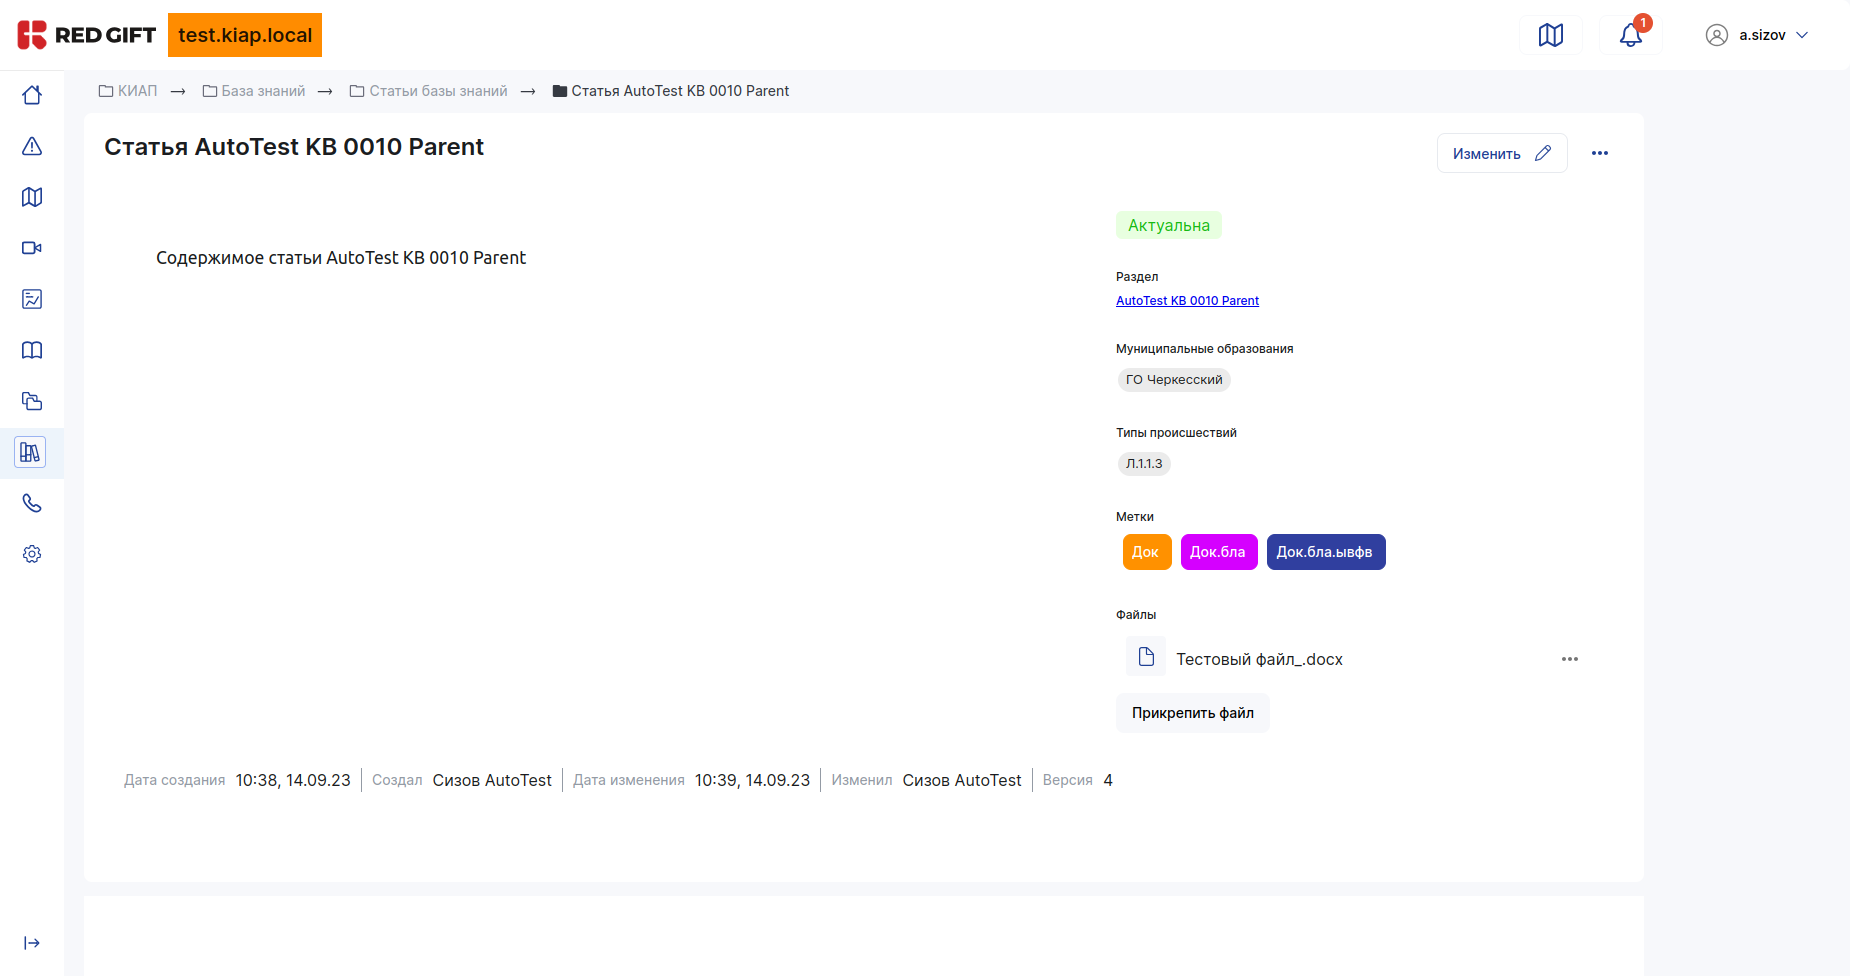 RED GIFT
test.kiap.local
1
a.sizov
КИАП → База знаний → Статьи базы знаний → Статья AutoTest KB 0010 Parent
Статья AutoTest KB 0010 Parent
Изменить
Содержимое статьи AutoTest KB 0010 Parent
Актуальна
Раздел
AutoTest KB 0010 Parent
Муниципальные образования
ГО Черкесский
Типы происшествий
Л.1.1.3
Метки
Док Док.бла Док.бла.ывфв
Файлы
Тестовый файл_.docx
Прикрепить файл
Дата создания 10:38, 14.09.23 Создал Сизов AutoTest Дата изменения 10:39, 14.09.23 Изменил Сизов AutoTest Версия 4